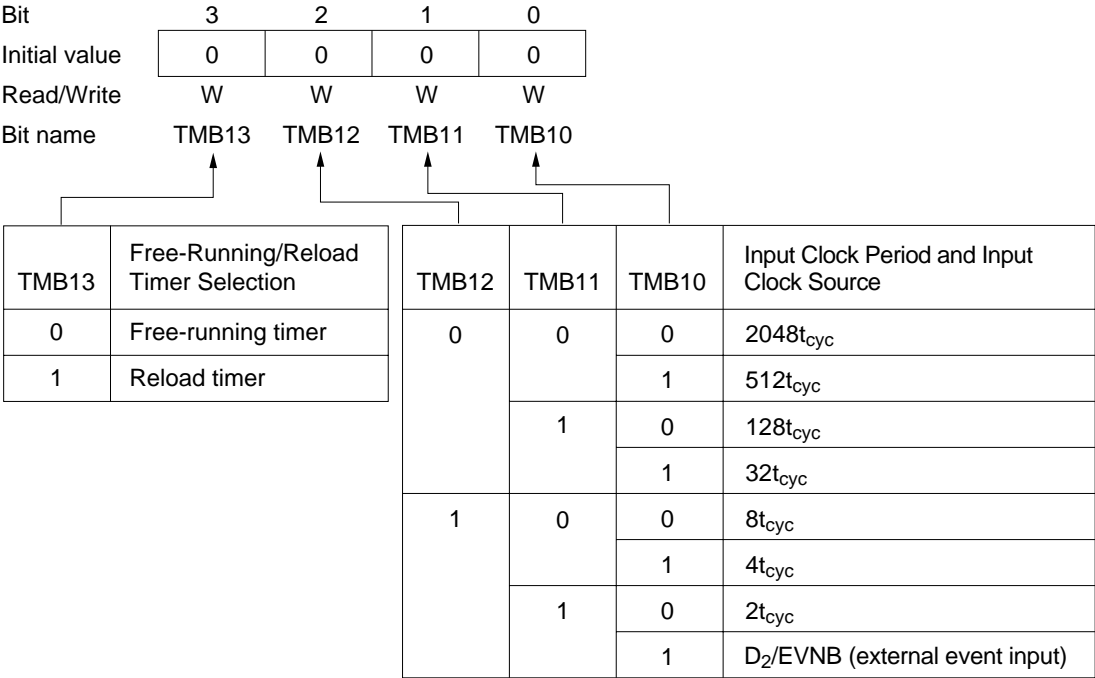 Bit 3 2 1 0
Initial value 0 0 0 0
Read/Write W W W W
Bit name TMB13 TMB12 TMB11 TMB10
TMB13 Free-Running/Reload
Timer Selection
0 Free-running timer
1 Reload timer
TMB12 TMB11 TMB10 Input Clock Period and Input
Clock Source
0 0 0 2048tcyc
1 512tcyc
1 0 128tcyc
1 32tcyc
1 0 0 8tcyc
1 4tcyc
1 0 2tcyc
1 D2/EVNB (external event input)